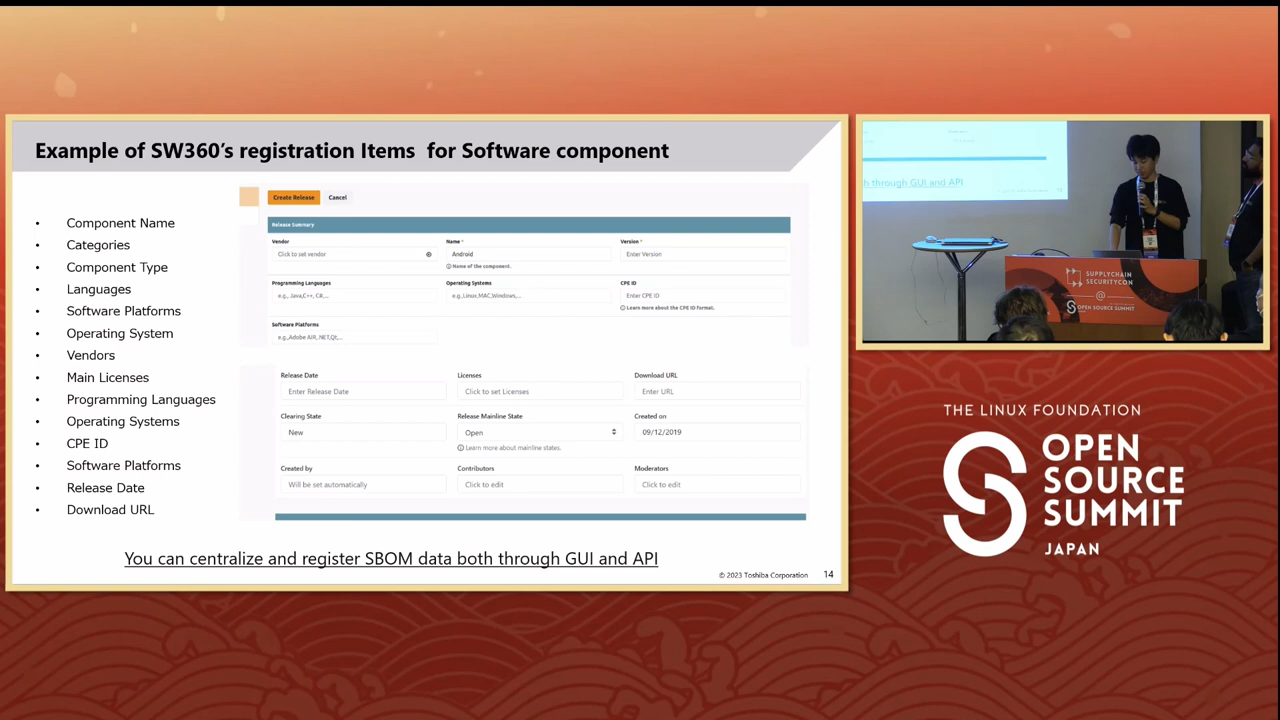 Example of SW360's registration Items for Software component
• Component Name
• Categories
• Component Type
• Languages
• Software Platforms
• Operating System
• Vendors
• Main Licenses
• Programming Languages
• Operating Systems
• CPE ID
• Software Platforms
• Release Date
• Download URL
Create Release Cancel
Release Summary
Vendor Name * Version *
Click to set vendor Android Enter Version
Name of the component.
Programming Languages Operating Systems CPE ID
e.g., Java,C++, C#,... e.g.,Linux,MAC,Windows,... Enter CPE ID
Learn more about the CPE ID format.
Software Platforms
e.g.,Adobe AIR,.NET,Qt,...
Release Date Licenses Download URL
Enter Release Date Click to set Licenses Enter URL
Clearing State Release Mainline State Created on
New Open 09/12/2019
Learn more about mainline states.
Created by Contributors Moderators
Will be set automatically Click to edit Click to edit
You can centralize and register SBOM data both through GUI and API
© 2023 Toshiba Corporation 14
h through GUI and API
SUPPLYCHAIN
SECURITYCON
@
OPEN SOURCE SUMMIT
THE LINUX FOUNDATION
OPEN
SOURCE
SUMMIT
JAPAN